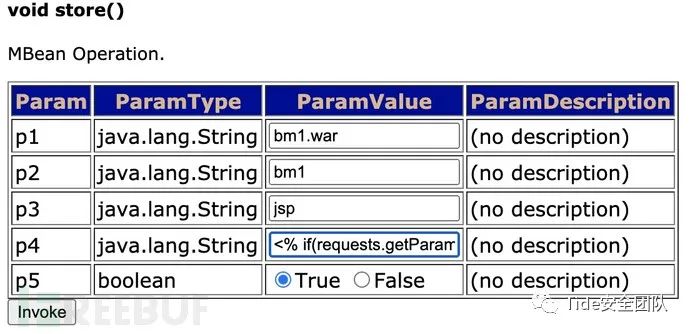 void store()
MBean Operation.
Param ParamType ParamValue ParamDescription
p1 java.lang.String bm1.war (no description)
p2 java.lang.String bm1 (no description)
p3 java.lang.String jsp (no description)
p4 java.lang.String <% if(requests.getParam (no description)
p5 boolean True False (no description)
Invoke
REEBUF
Tide安全团队